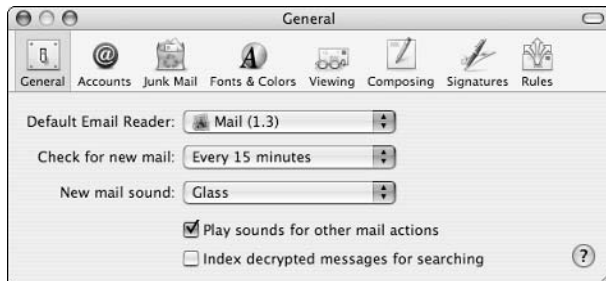 General
General Accounts Junk Mail Fonts & Colors Viewing Composing Signatures Rules
Default Email Reader: Mail (1.3)
Check for new mail: Every 15 minutes
New mail sound: Glass
Play sounds for other mail actions
Index decrypted messages for searching
?